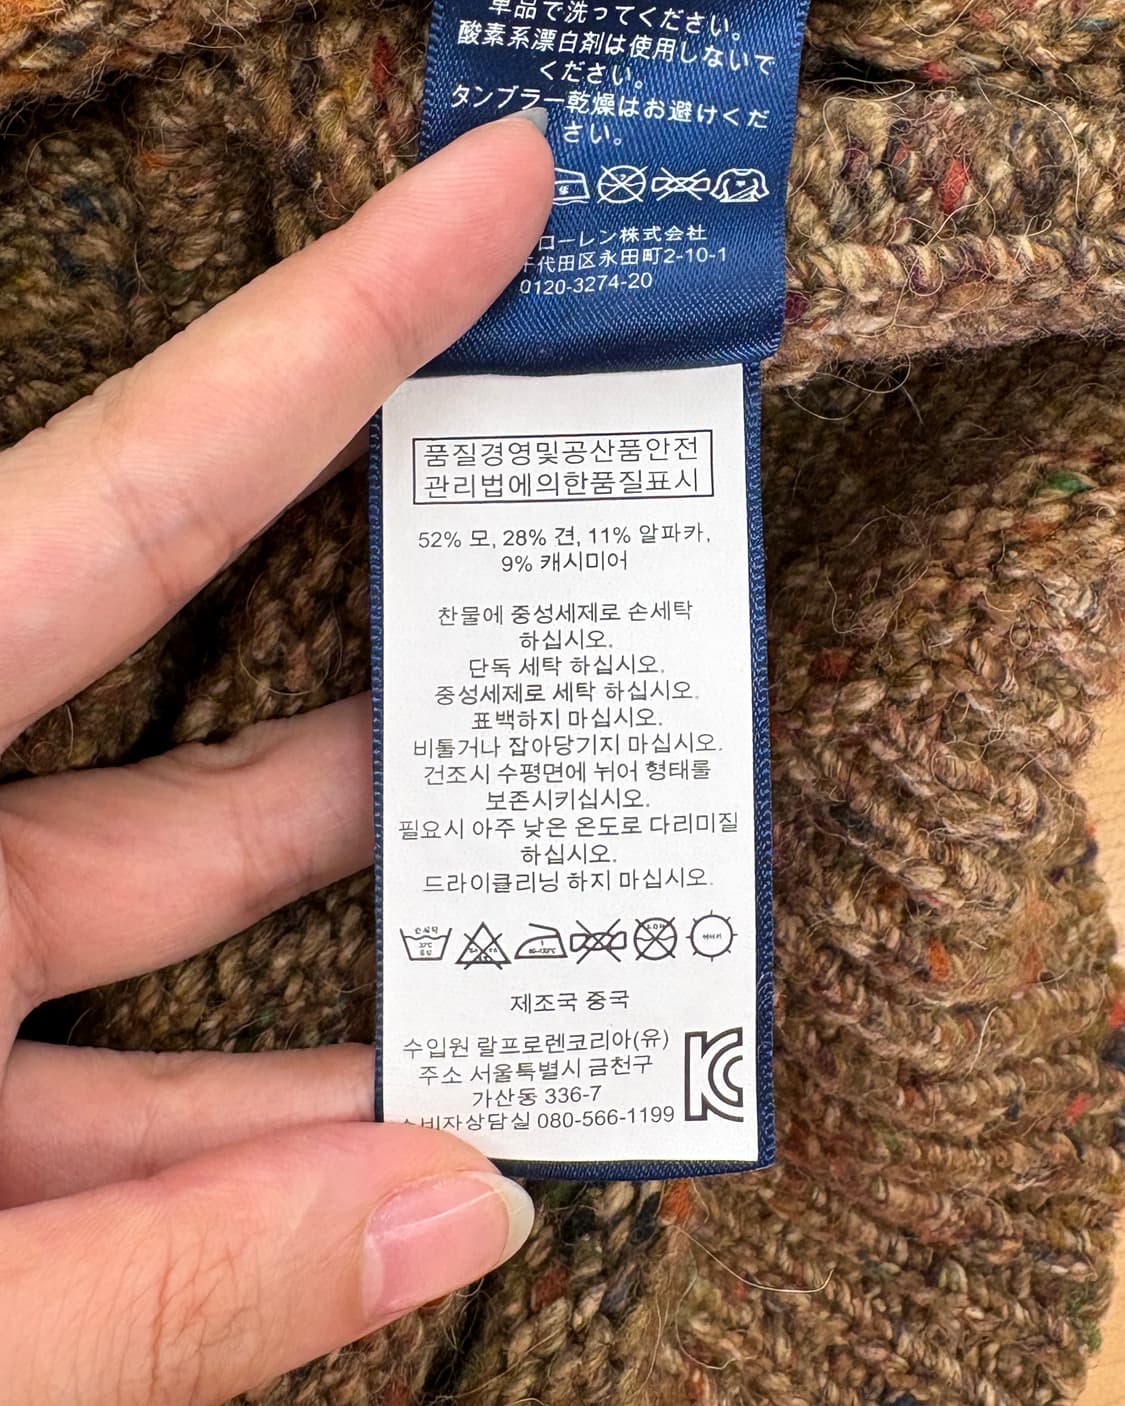 単品で洗ってください。
酸素系漂白剤は使用しないで
ください。
タンブラー乾燥はお避けくだ
さい。
ローレン株式会社
千代田区永田町2-10-1
0120-3274-20
품질경영및공산품안전
관리법에의한품질표시
52% 모, 28% 견, 11% 알파카,
9% 캐시미어
찬물에 중성세제로 손세탁
하십시오.
단독 세탁 하십시오.
중성세제로 세탁 하십시오.
표백하지 마십시오.
비틀거나 잡아당기지 마십시오.
건조시 수평면에 뉘어 형태를
보존시키십시오.
필요시 아주 낮은 온도로 다리미질
하십시오.
드라이클리닝 하지 마십시오.
제조국 중국
수입원 랄프로렌코리아(유)
주소 서울특별시 금천구
가산동 336-7
소비자상담실 080-566-1199